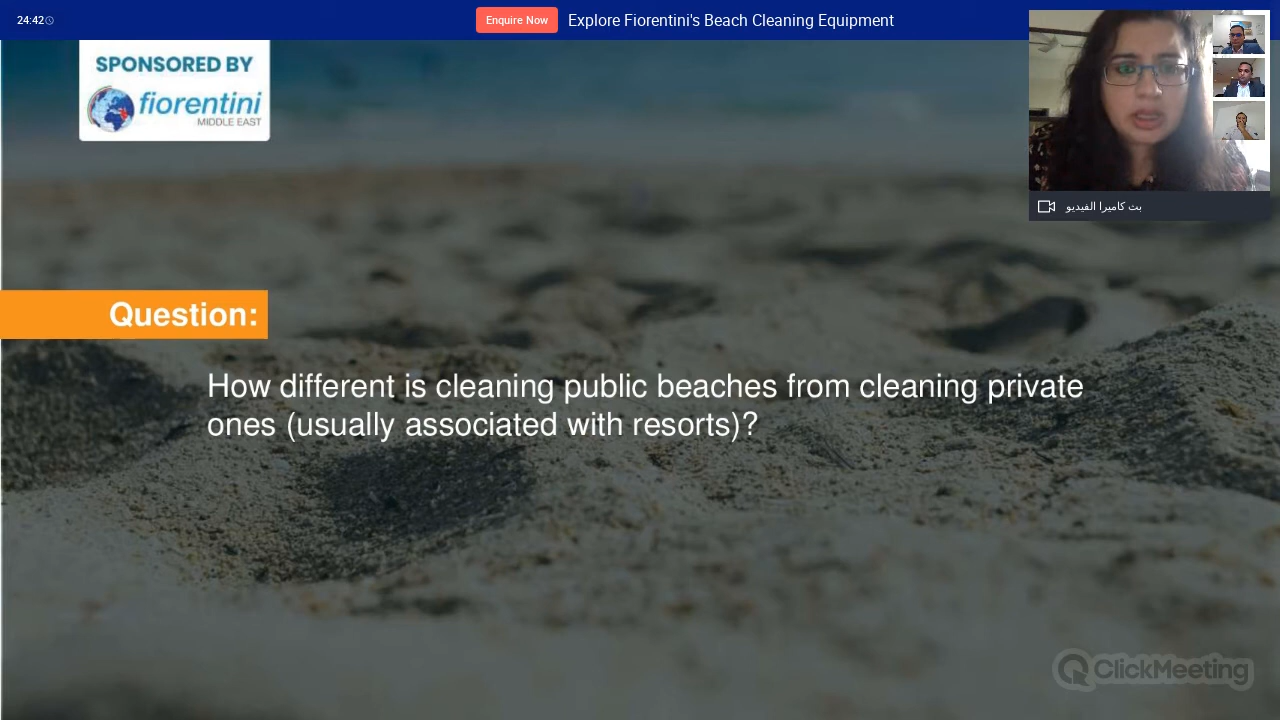 24:42
Enquire Now Explore Fiorentini's Beach Cleaning Equipment
SPONSORED BY
fiorentini
MIDDLE EAST
بث كاميرا الفيديو
Question:
How different is cleaning public beaches from cleaning private
ones (usually associated with resorts)?
ClickMeeting